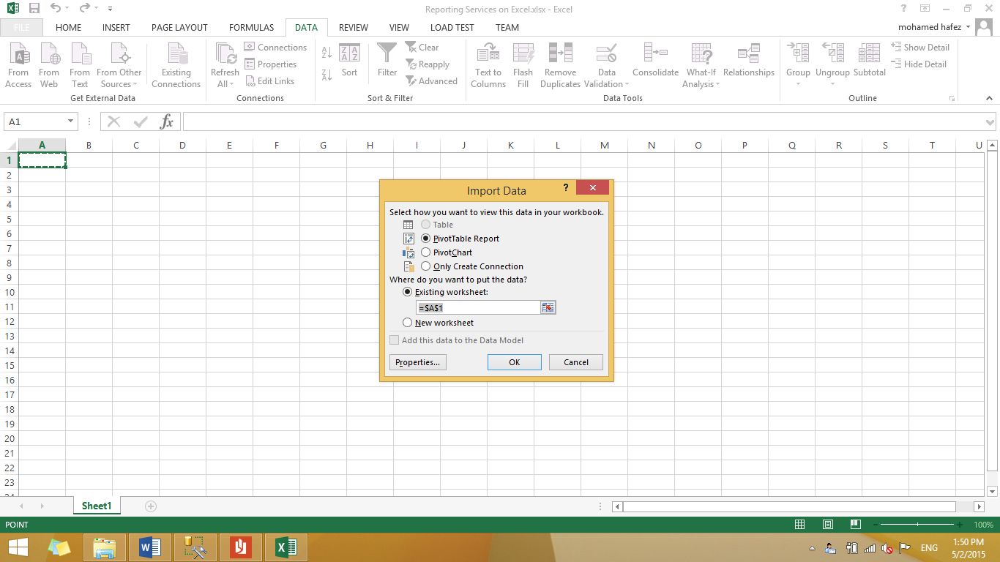 Reporting Services on Excel.xlsx - Excel
FILE HOME INSERT PAGE LAYOUT FORMULAS DATA REVIEW VIEW LOAD TEST TEAM mohamed hafez
From Access
From Web
From Text
From Other Sources
Existing Connections
Get External Data
Refresh All
Connections
Properties
Edit Links
Connections
A Z
Z A
Z A A Z
Sort
Filter
Clear
Reapply
Advanced
Sort & Filter
Text to Columns
Flash Fill
Remove Duplicates
Data Validation
Consolidate
What-If Analysis
Relationships
Data Tools
Group
Ungroup
Subtotal
Show Detail
Hide Detail
Outline
A1 fx
A B C D E F G H I J K L M N O P Q R S T U
1
2
3
4
5
6
7
8
9
10
11
12
13
14
15
16
17
18
19
20
21
22
23
24
Import Data ?
Select how you want to view this data in your workbook.
Table
PivotTable Report
PivotChart
Only Create Connection
Where do you want to put the data?
Existing worksheet:
=$A$1
New worksheet
Add this data to the Data Model
Properties... OK Cancel
Sheet1
POINT 100%
ENG
1:50 PM
5/2/2015